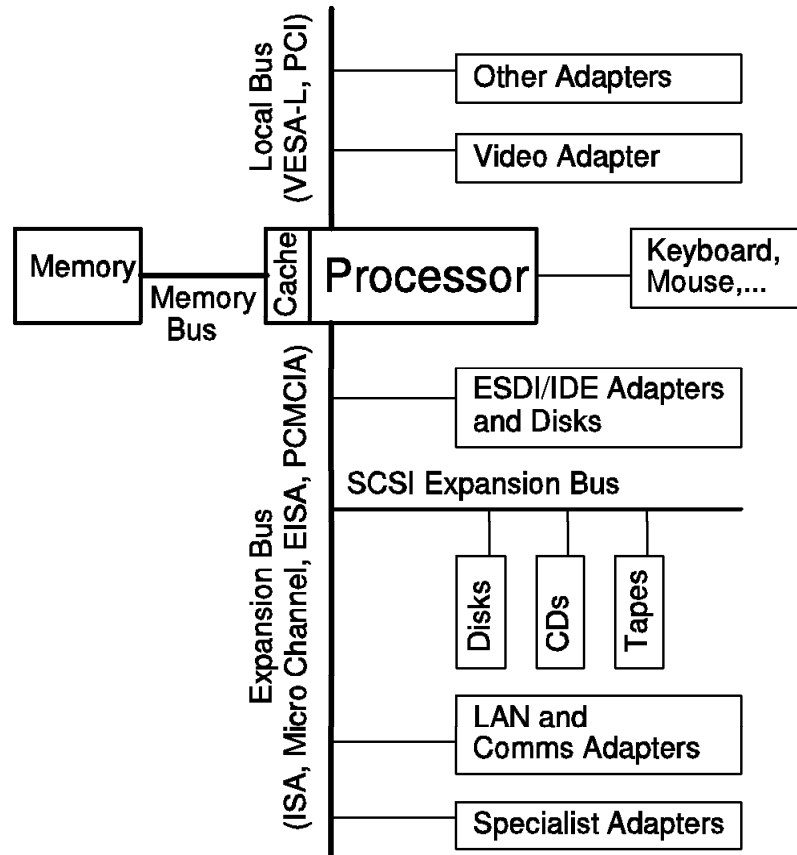 Local Bus
(VESA-L, PCI)
Other Adapters
Video Adapter
Memory
Memory
Bus
Cache
Processor
Keyboard,
Mouse,...
Expansion Bus
(ISA, Micro Channel, EISA, PCMCIA)
ESDI/IDE Adapters
and Disks
SCSI Expansion Bus
Disks
CDs
Tapes
LAN and
Comms Adapters
Specialist Adapters